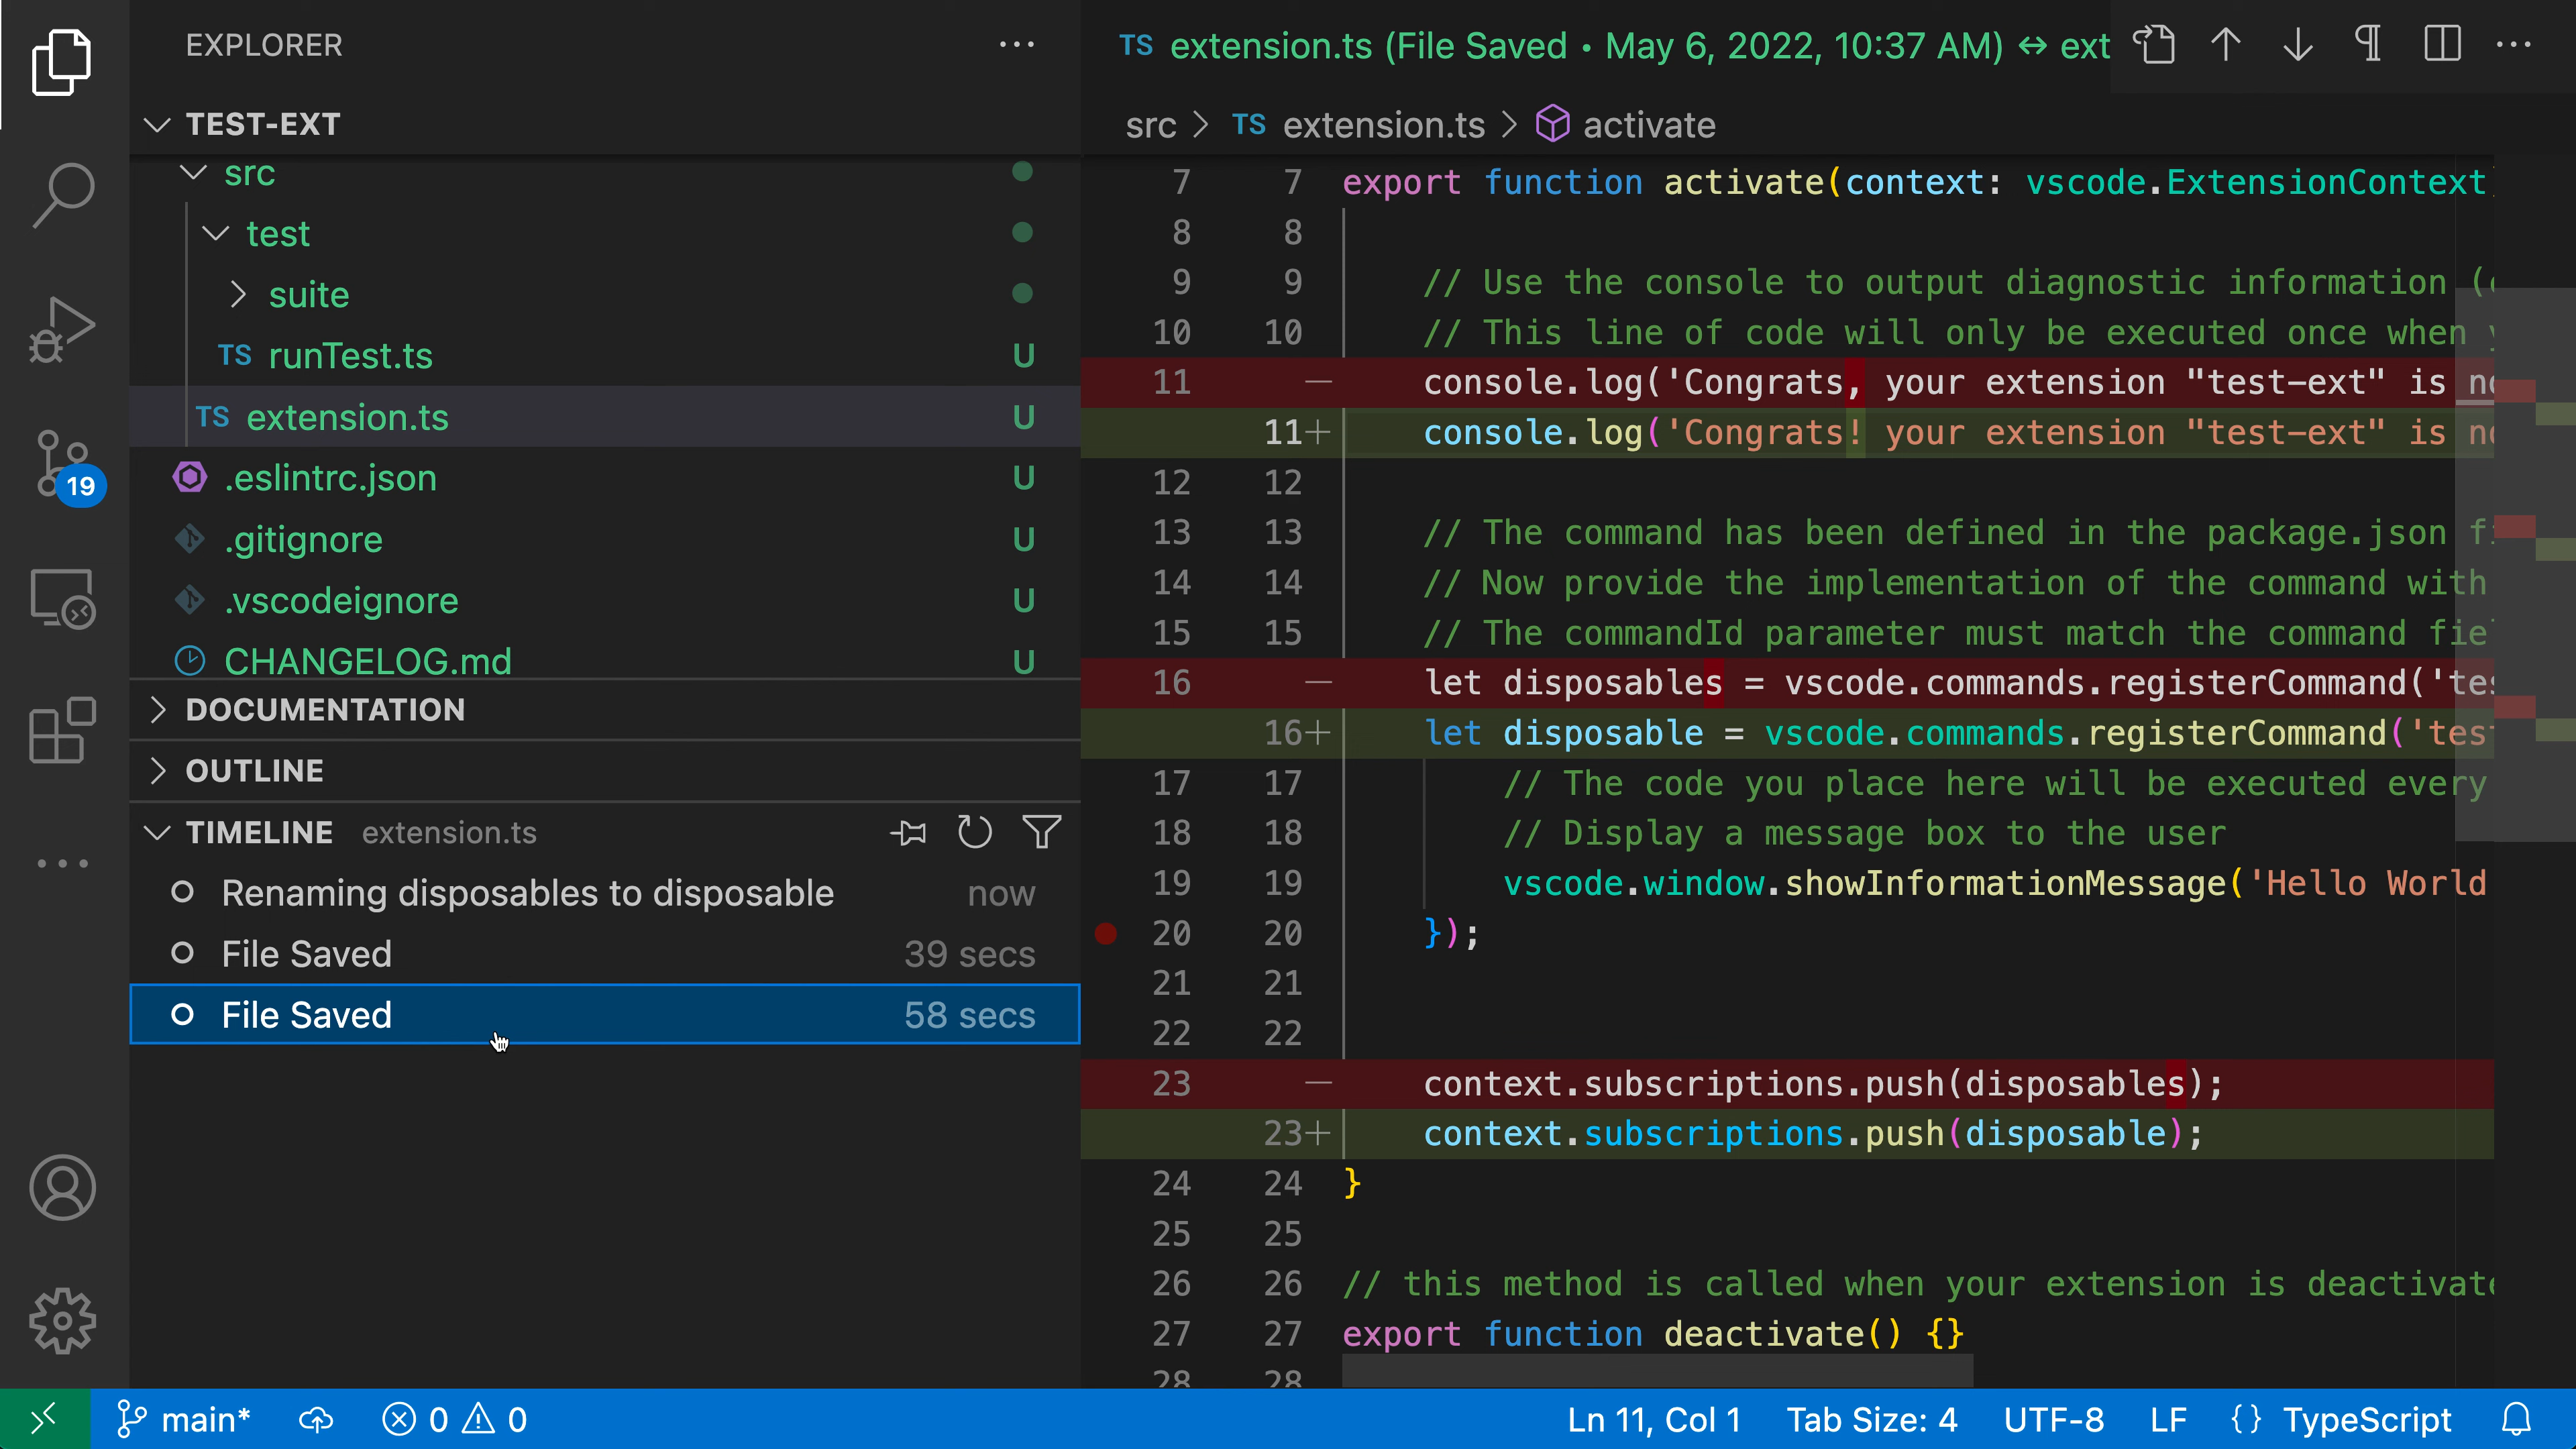 EXPLORER
TEST-EXT
src
test
suite
TS runTest.ts U
TS extension.ts U
.eslintrc.json U
.gitignore U
.vscodeignore U
CHANGELOG.md U
DOCUMENTATION
OUTLINE
TIMELINE extension.ts
Renaming disposables to disposable now
File Saved 39 secs
File Saved 58 secs
19
TS extension.ts (File Saved • May 6, 2022, 10:37 AM) ↔ ext
src > TS extension.ts > activate
7 7 export function activate(context: vscode.ExtensionContext
8 8
9 9 // Use the console to output diagnostic information (
10 10 // This line of code will only be executed once when
11 — console.log('Congrats, your extension "test-ext" is
11+ console.log('Congrats! your extension "test-ext" is
12 12
13 13 // The command has been defined in the package.json
14 14 // Now provide the implementation of the command with
15 15 // The commandId parameter must match the command
16 — let disposables = vscode.commands.registerCommand('
16+ let disposable = vscode.commands.registerCommand('
17 17 // The code you place here will be executed every
18 18 // Display a message box to the user
19 19 vscode.window.showInformationMessage('Hello World
20 20 });
21 21
22 22
23 — context.subscriptions.push(disposables);
23+ context.subscriptions.push(disposable);
24 24 }
25 25
26 26 // this method is called when your extension is
27 27 export function deactivate() {}
28 28
main* 0 0 Ln 11, Col 1 Tab Size: 4 UTF-8 LF {} TypeScript